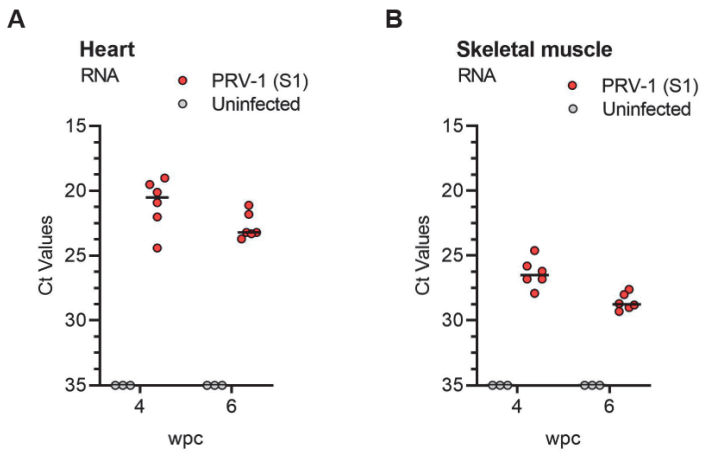 A
Heart
RNA
PRV-1 (S1)
Uninfected
15
20
25
30
35
Ct Values
4
6
wpc
B
Skeletal muscle
RNA
PRV-1 (S1)
Uninfected
15
20
25
30
35
Ct Values
4
6
wpc